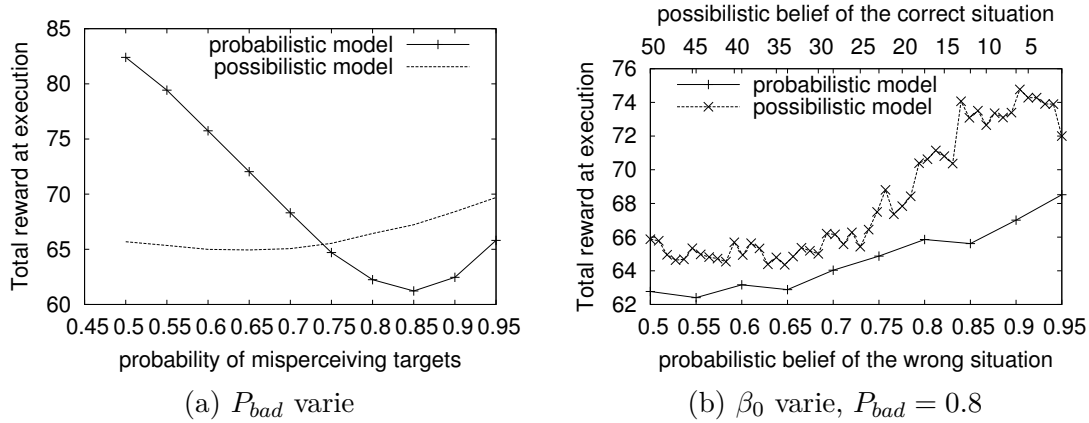 85
80
75
70
65
60
Total reward at execution
probabilistic model
possibilistic model
0.45 0.5 0.55 0.6 0.65 0.7 0.75 0.8 0.85 0.9 0.95
probability of misperceiving targets
(a) P_bad varie
possibilistic belief of the correct situation
50 45 40 35 30 25 20 15 10 5
76
74
72
70
68
66
64
62
Total reward at execution
probabilistic model
possibilistic model
0.5 0.55 0.6 0.65 0.7 0.75 0.8 0.85 0.9 0.95
probabilistic belief of the wrong situation
(b) β₀ varie, P_bad = 0.8